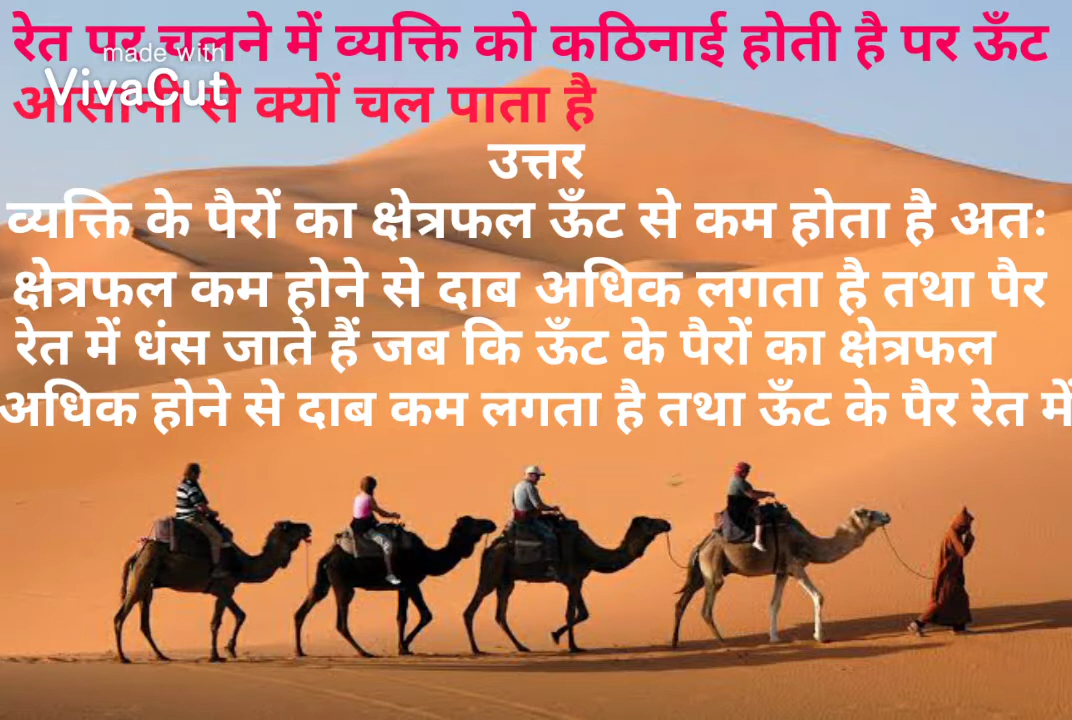 रेत पर चलने में व्यक्ति को कठिनाई होती है पर ऊँट
made with
VivaCut
आसानी से क्यों चल पाता है
उत्तर
व्यक्ति के पैरों का क्षेत्रफल ऊँट से कम होता है अतः
क्षेत्रफल कम होने से दाब अधिक लगता है तथा पैर
रेत में धंस जाते हैं जब कि ऊँट के पैरों का क्षेत्रफल
अधिक होने से दाब कम लगता है तथा ऊँट के पैर रेत में